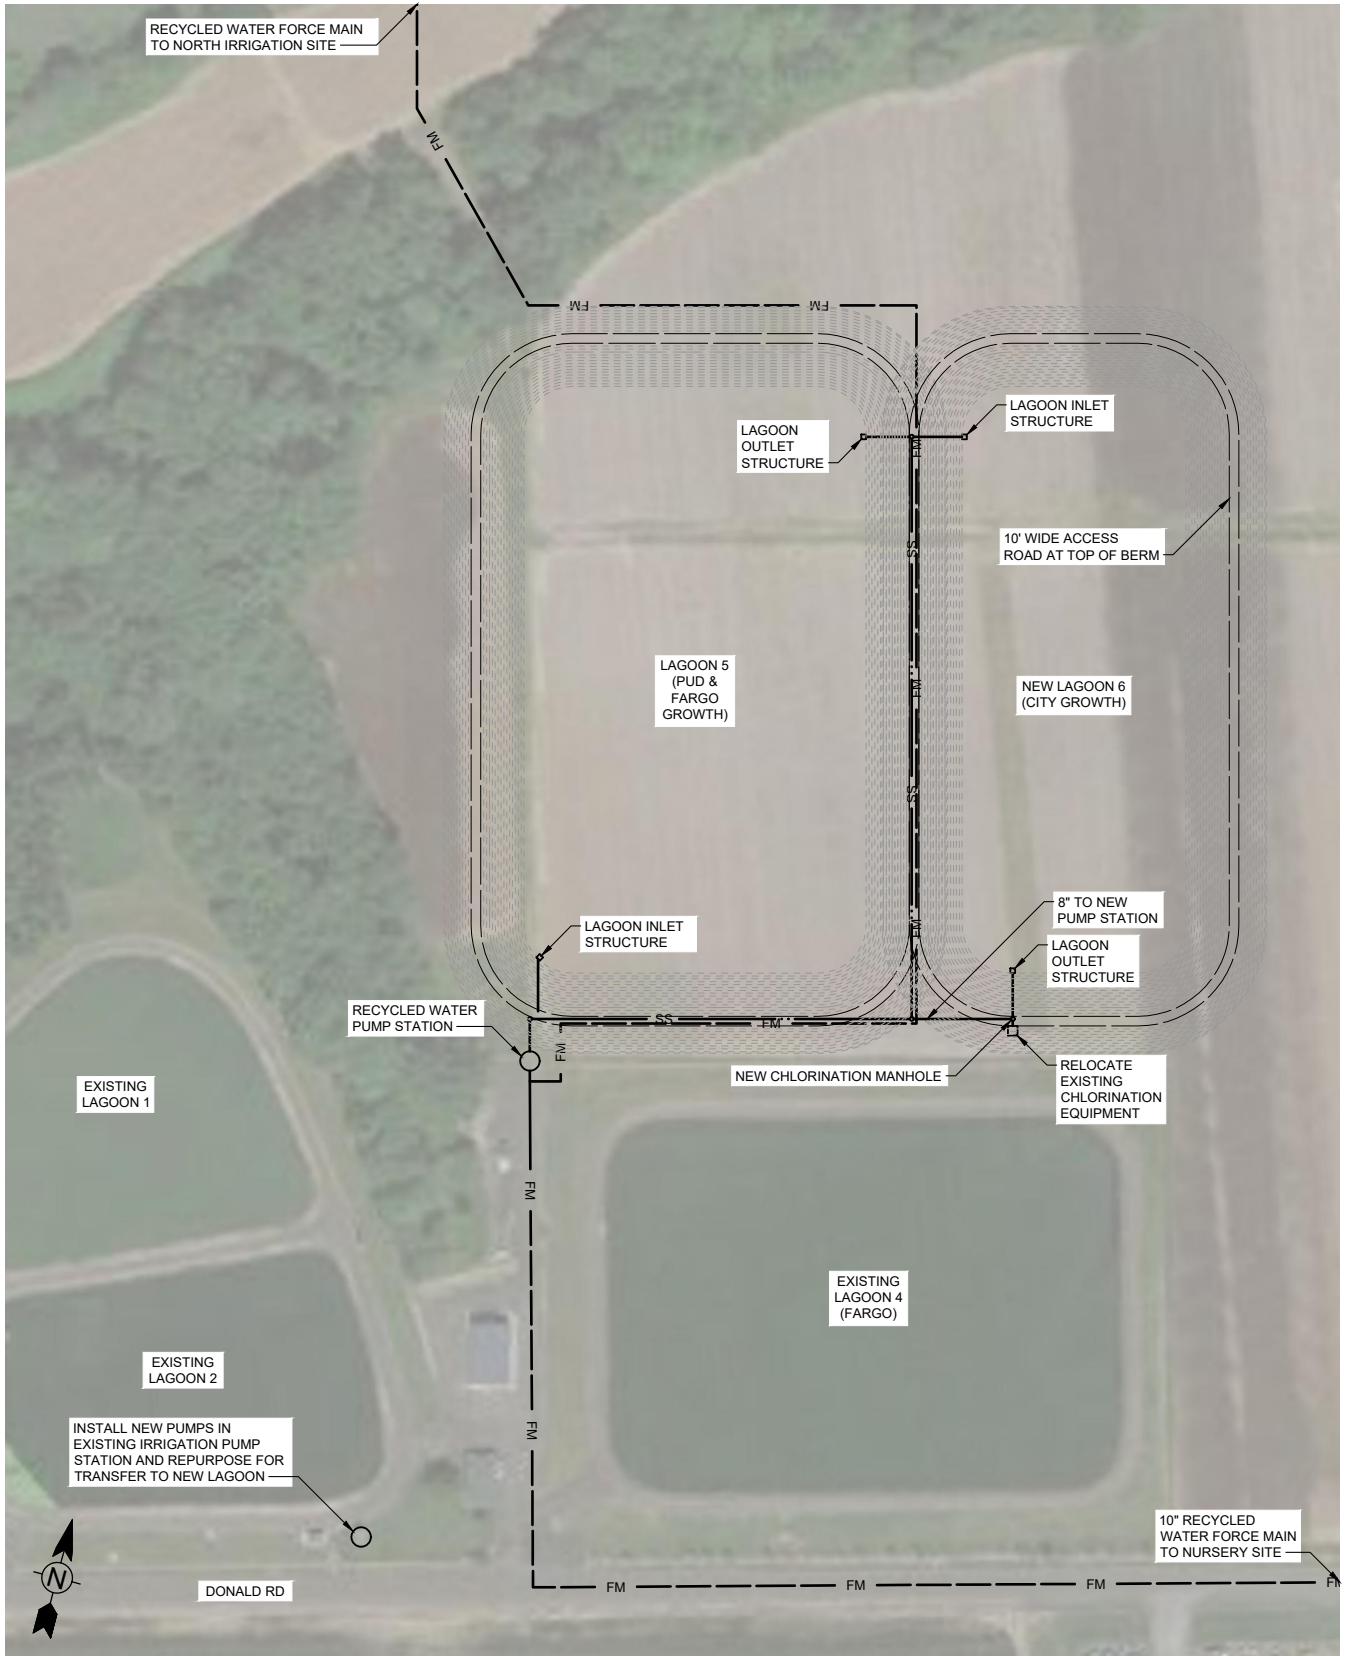 RECYCLED WATER FORCE MAIN
TO NORTH IRRIGATION SITE
FM
FM
FM
LAGOON INLET
STRUCTURE
LAGOON
OUTLET
STRUCTURE
FM
10' WIDE ACCESS
ROAD AT TOP OF BERM
SS
LAGOON 5
(PUD &
FARGO
GROWTH)
FM
NEW LAGOON 6
(CITY GROWTH)
SS
8" TO NEW
PUMP STATION
LAGOON INLET
STRUCTURE
FM
LAGOON
OUTLET
STRUCTURE
RECYCLED WATER
PUMP STATION
SS
FM
FM
NEW CHLORINATION MANHOLE
RELOCATE
EXISTING
CHLORINATION
EQUIPMENT
EXISTING
LAGOON 1
FM
EXISTING
LAGOON 4
(FARGO)
EXISTING
LAGOON 2
FM
INSTALL NEW PUMPS IN
EXISTING IRRIGATION PUMP
STATION AND REPURPOSE FOR
TRANSFER TO NEW LAGOON
10" RECYCLED
WATER FORCE MAIN
TO NURSERY SITE
N
DONALD RD
FM
FM
FM
FM